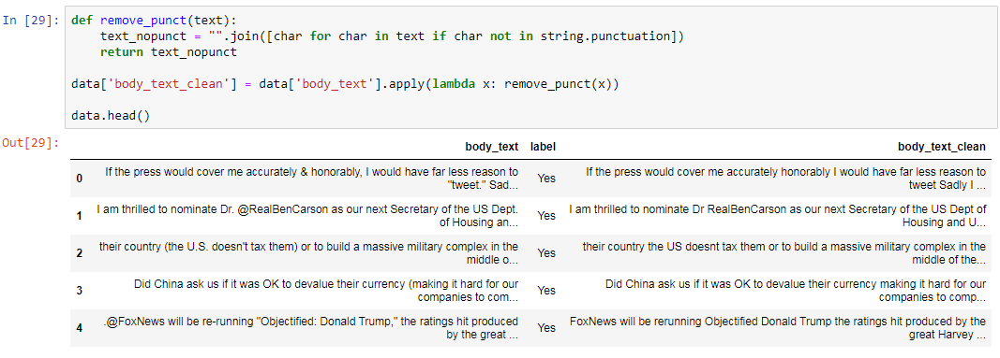 In [29]: def remove_punct(text):
    text_nopunct = "".join([char for char in text if char not in string.punctuation])
    return text_nopunct
data['body_text_clean'] = data['body_text'].apply(lambda x: remove_punct(x))
data.head()
Out[29]:
body_text label body_text_clean
0 If the press would cover me accurately & honorably, I would have far less reason to Yes If the press would cover me accurately honorably I would have far less reason to
"tweet." Sad... tweet Sadly I ...
1 I am thrilled to nominate Dr. @RealBenCarson as our next Secretary of the US Dept. Yes I am thrilled to nominate Dr RealBenCarson as our next Secretary of the US Dept of
of Housing an... Housing and U...
2 their country (the U.S. doesn't tax them) or to build a massive military complex in the Yes their country the US doesnt tax them or to build a massive military complex in the
middle o... middle of the...
3 Did China ask us if it was OK to devalue their currency (making it hard for our Yes Did China ask us if it was OK to devalue their currency making it hard for our
companies to com... companies to comp...
4 .@FoxNews will be re-running "Objectified: Donald Trump," the ratings hit produced Yes FoxNews will be rerunning Objectified Donald Trump the ratings hit produced by the
by the great ... great Harvey ...